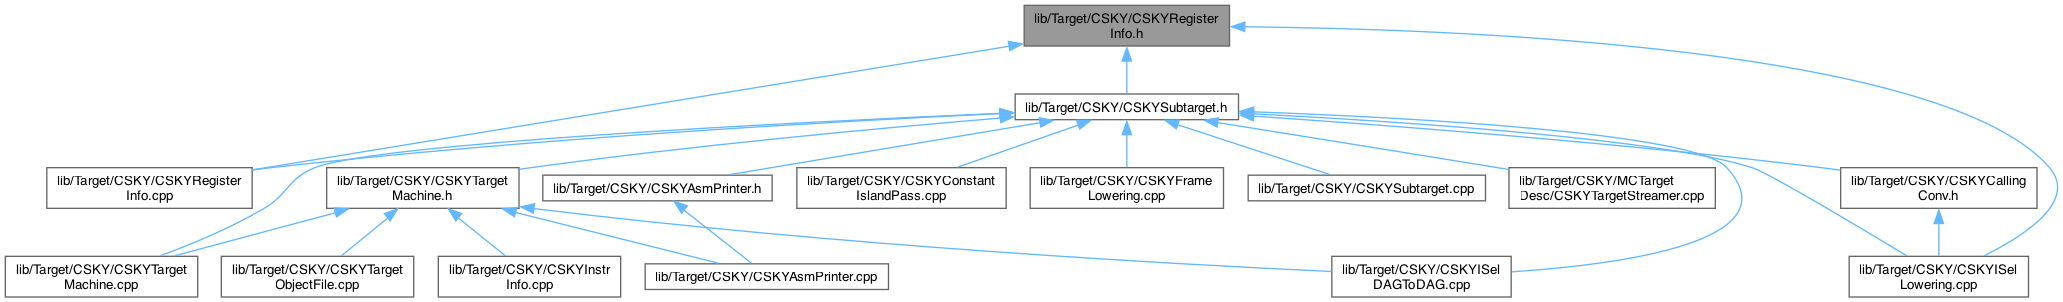 lib/Target/CSKY/CSKYRegister
Info.h
lib/Target/CSKY/CSKYSubtarget.h
lib/Target/CSKY/CSKYRegister
Info.cpp
lib/Target/CSKY/CSKYTarget
Machine.h
lib/Target/CSKY/CSKYAsmPrinter.h
lib/Target/CSKY/CSKYConstant
IslandPass.cpp
lib/Target/CSKY/CSKYFrame
Lowering.cpp
lib/Target/CSKY/CSKYSubtarget.cpp
lib/Target/CSKY/MCTarget
Desc/CSKYTargetStreamer.cpp
lib/Target/CSKY/CSKYCalling
Conv.h
lib/Target/CSKY/CSKYTarget
Machine.cpp
lib/Target/CSKY/CSKYTarget
ObjectFile.cpp
lib/Target/CSKY/CSKYInstr
Info.cpp
lib/Target/CSKY/CSKYAsmPrinter.cpp
lib/Target/CSKY/CSKYISel
DAGToDAG.cpp
lib/Target/CSKY/CSKYISel
Lowering.cpp